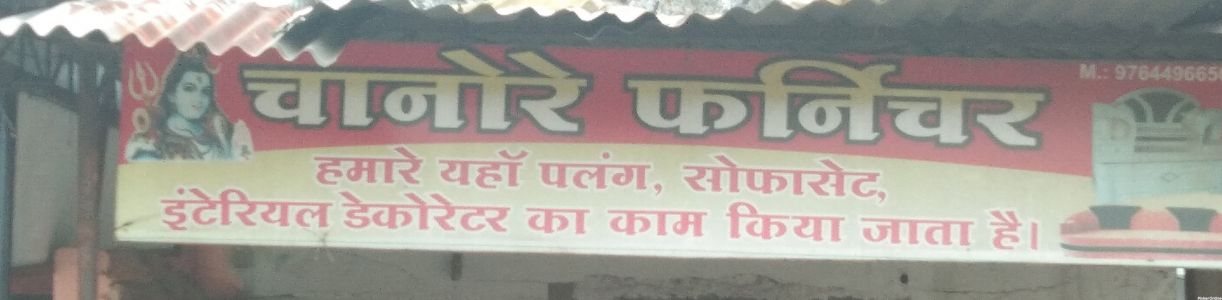 चानोरे फर्निचर
M.: 976449665
हमारे यहॉ पलंग, सोफासेट,
इंटेरियल डेकोरेटर का काम किया जाता है।